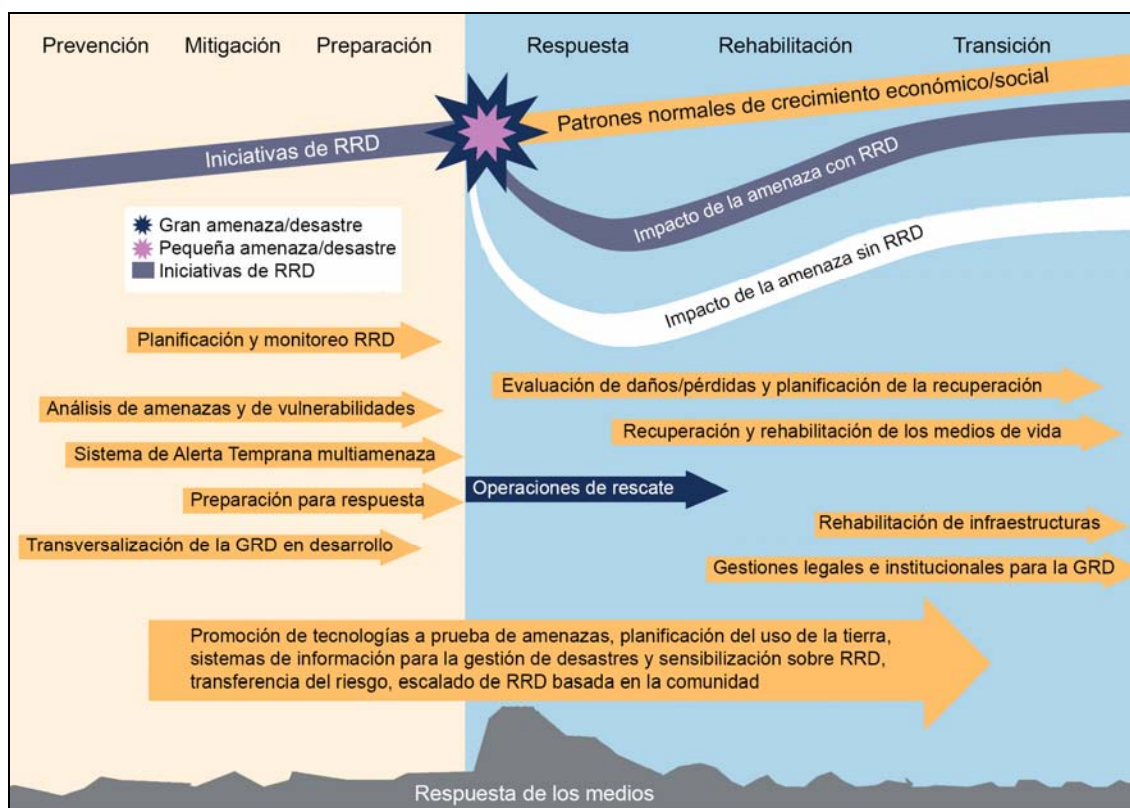 Prevención Mitigación Preparación Respuesta Rehabilitación Transición
Patrones normales de crecimiento económico/social
Iniciativas de RRD
Impacto de la amenaza con RRD
Gran amenaza/desastre
Pequeña amenaza/desastre
Iniciativas de RRD
Impacto de la amenaza sin RRD
Planificación y monitoreo RRD
Evaluación de daños/pérdidas y planificación de la recuperación
Análisis de amenazas y de vulnerabilidades
Recuperación y rehabilitación de los medios de vida
Sistema de Alerta Temprana multiamenaza
Operaciones de rescate
Preparación para respuesta
Rehabilitación de infraestructuras
Transversalización de la GRD en desarrollo
Gestiones legales e institucionales para la GRD
Promoción de tecnologías a prueba de amenazas, planificación del uso de la tierra,
sistemas de información para la gestión de desastres y sensibilización sobre RRD,
transferencia del riesgo, escalado de RRD basada en la comunidad
Respuesta de los medios